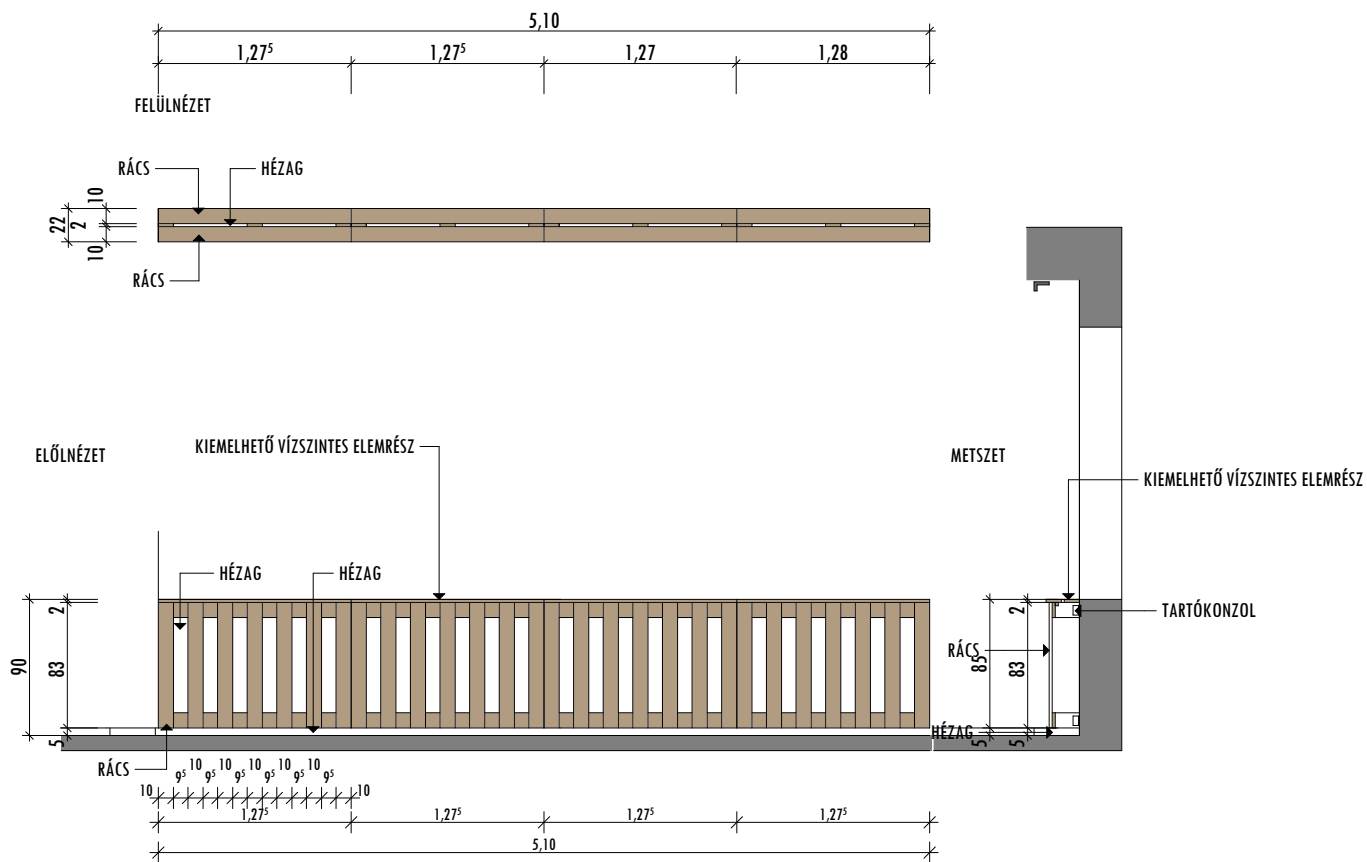 5,10
1,27⁵
1,27⁵
1,27
1,28
FELÜLNÉZET
RÁCS
HÉZAG
10
22
2
10
RÁCS
ELŐLNÉZET
KIEMELHETŐ VÍZSZINTES ELEMRÉSZ
METSZET
KIEMELHETŐ VÍZSZINTES ELEMRÉSZ
HÉZAG
HÉZAG
2
90
83
5
2
TARTÓKONZOL
RÁCS
85
83
HÉZAG
5
5
RÁCS
10 9⁵ 10 9⁵ 10 9⁵ 10 9⁵ 10 9⁵ 10 9⁵ 10
1,27⁵
1,27⁵
1,27⁵
1,27⁵
5,10